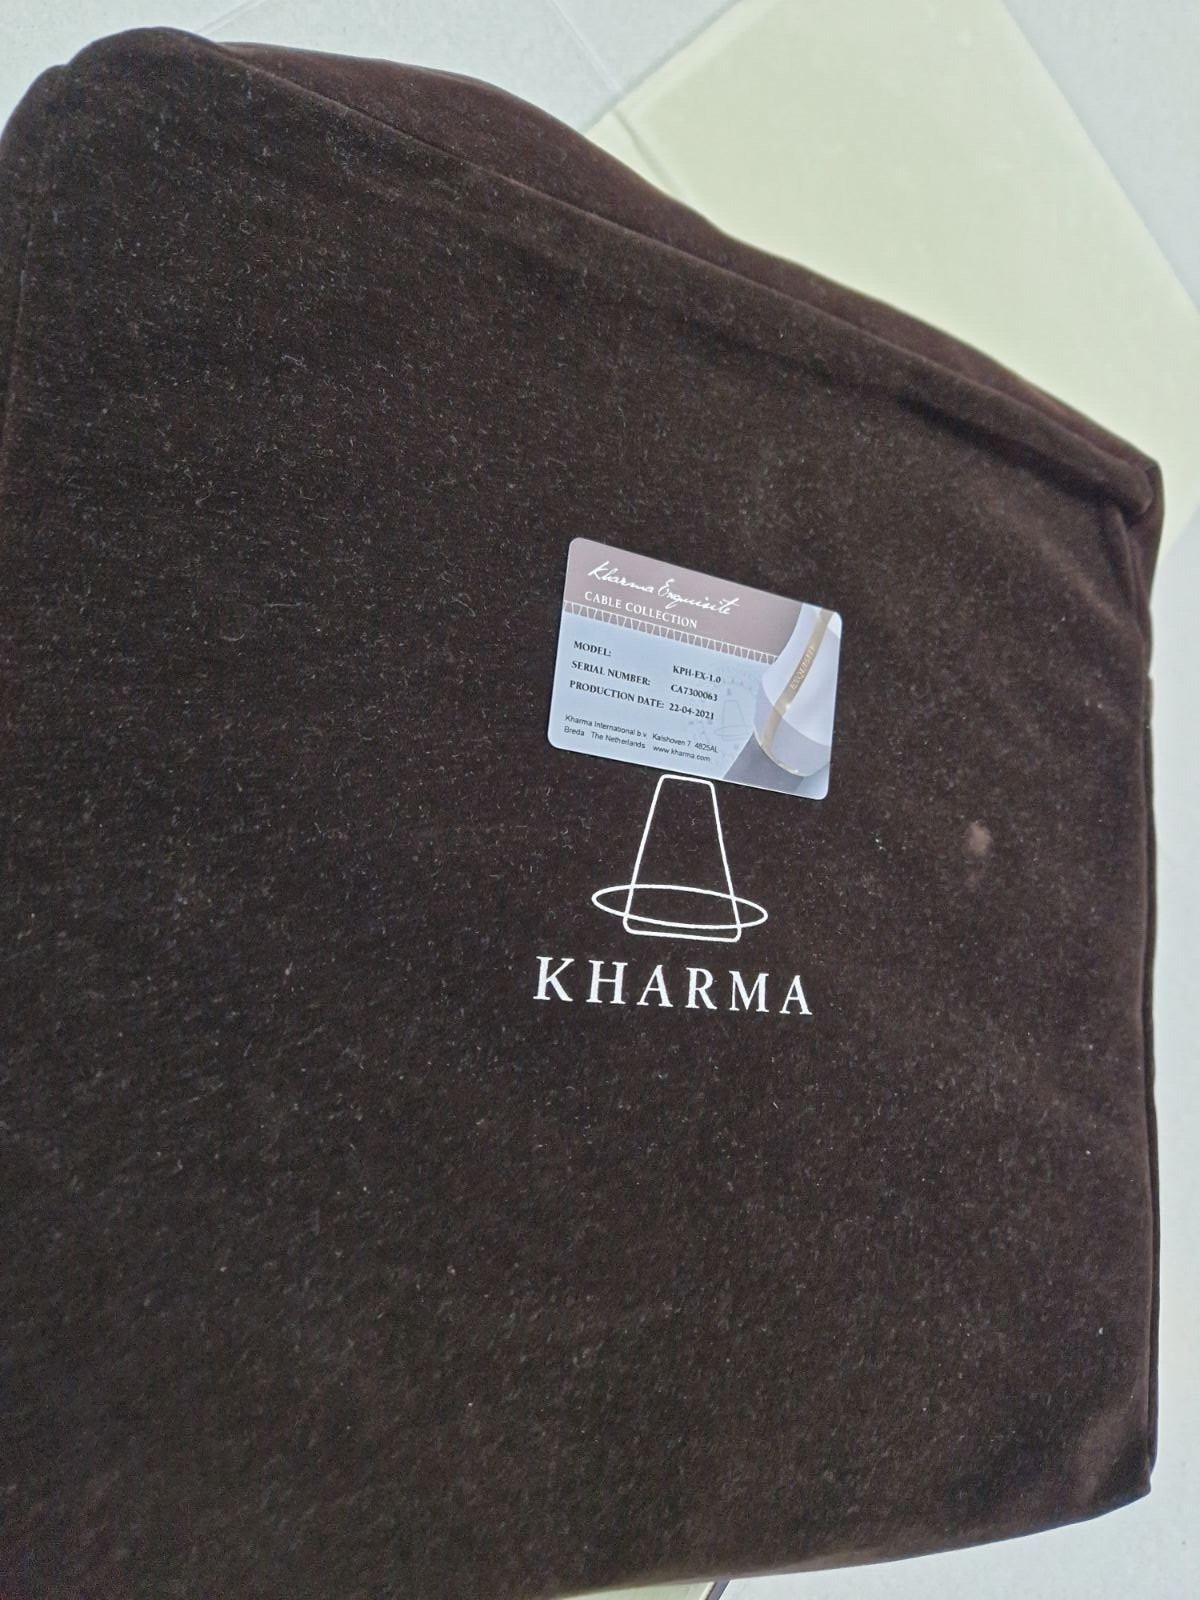 Kharma Exquisite
CABLE COLLECTION
MODEL: KPH-EX-1.0
SERIAL NUMBER: CA7300063
PRODUCTION DATE: 22-04-2021
Kharma International b.v. Kalshoven 7 4825AL
Breda The Netherlands www.kharma.com
EXQUISITE
KHARMA